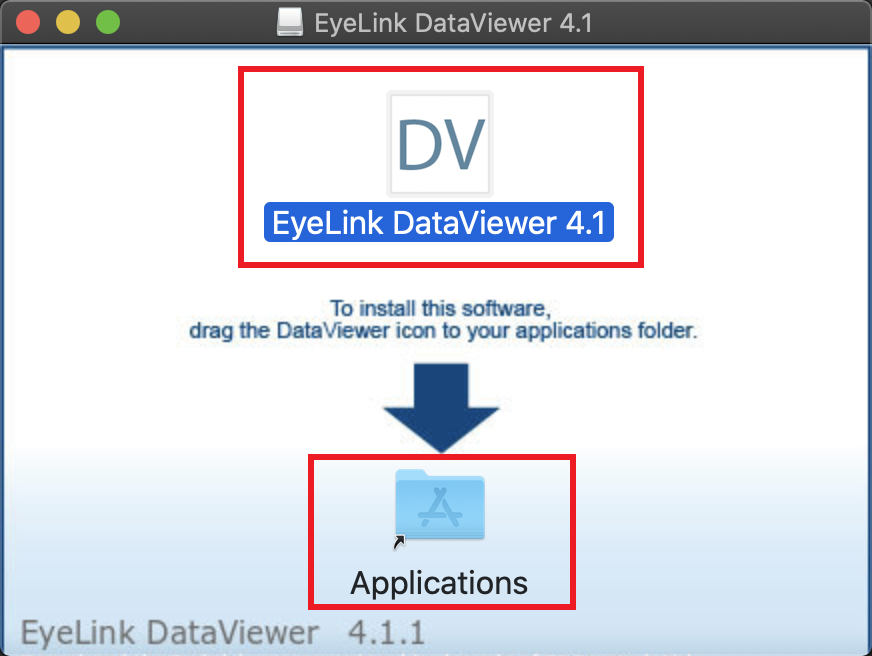 EyeLink DataViewer 4.1
DV
EyeLink DataViewer 4.1
To install this software,
drag the DataViewer icon to your applications folder.
Applications
EyeLink DataViewer 4.1.1